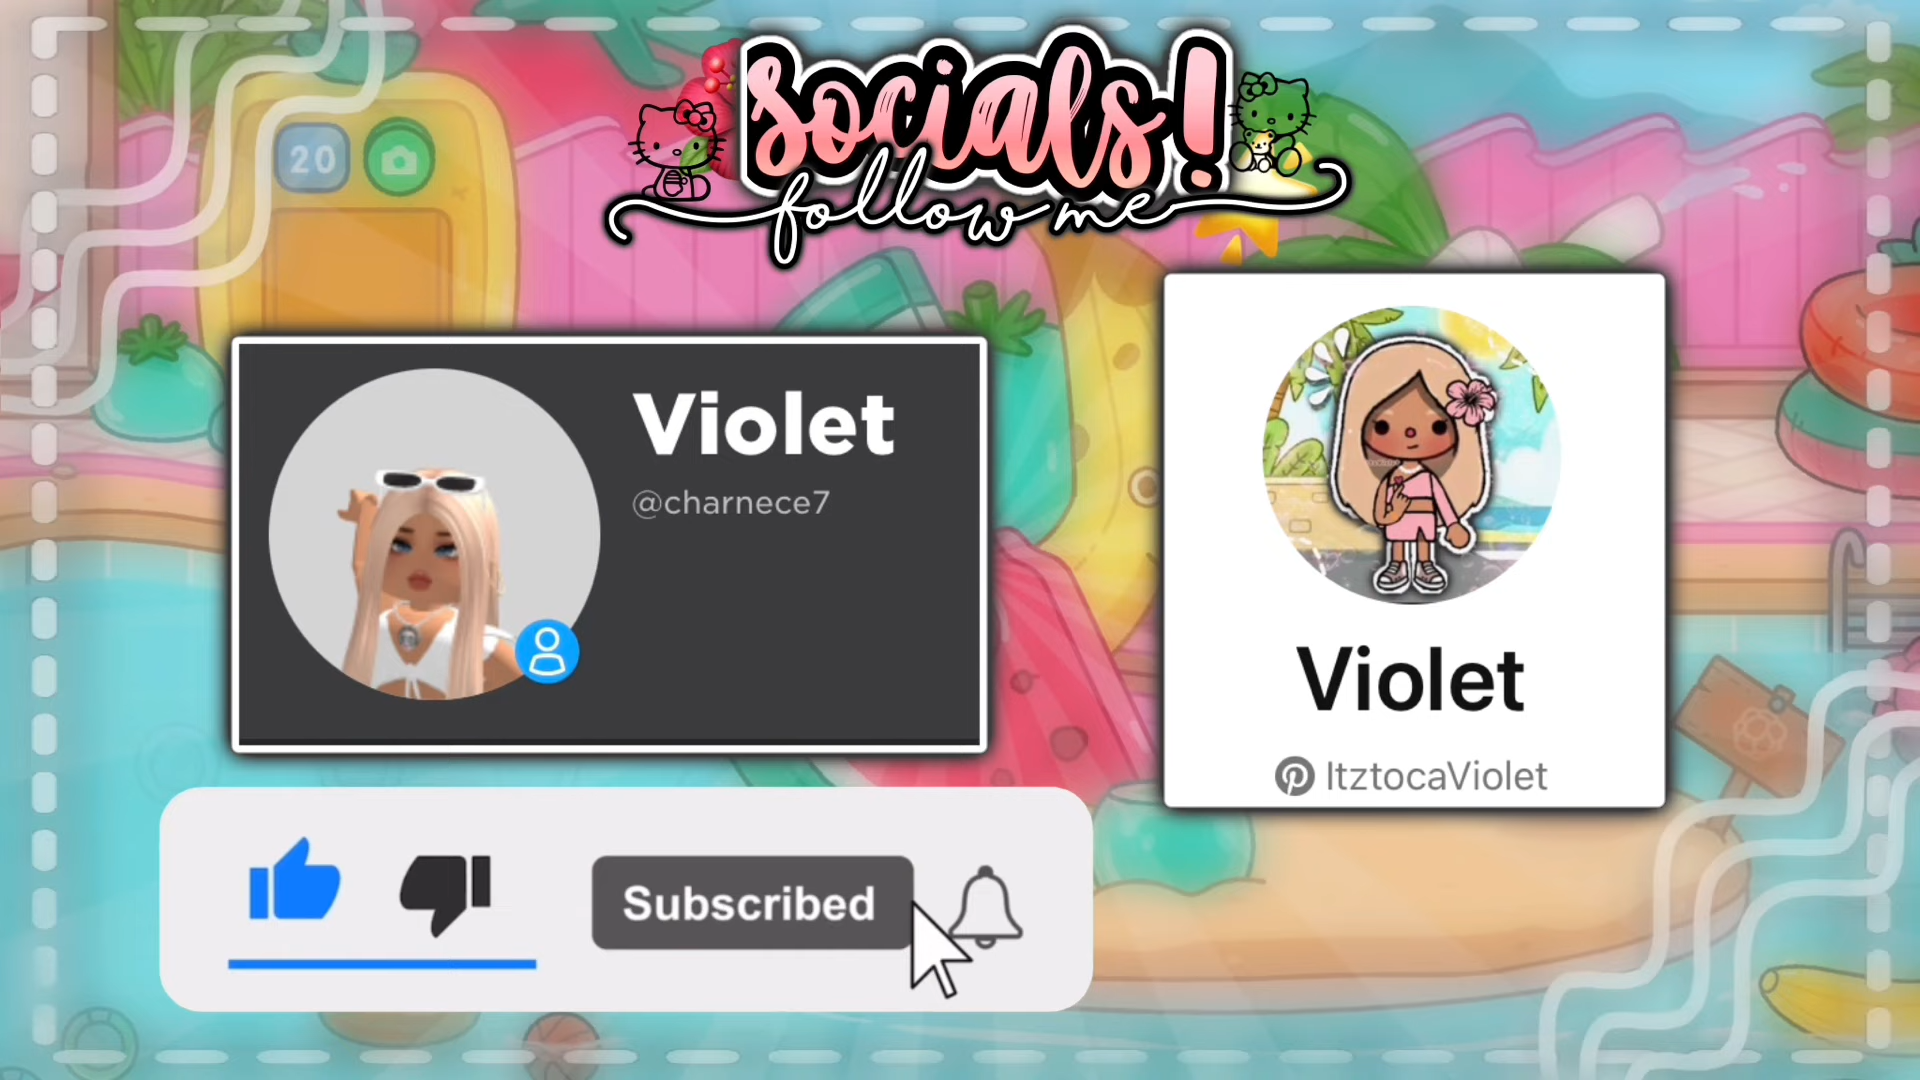 socials!
follow me
20
Violet
@charnece7
Violet
ItztocaViolet
Subscribed